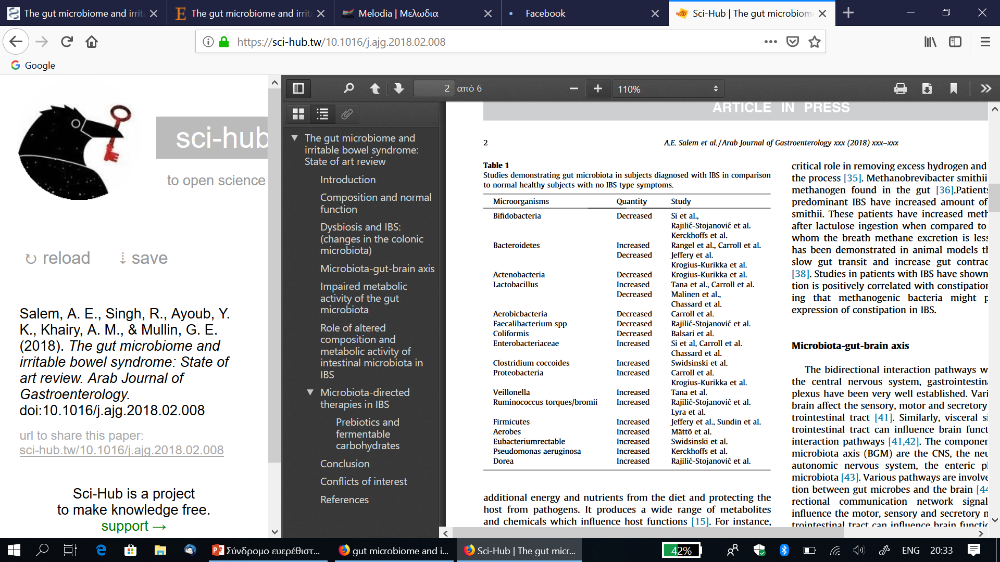 The gut microbiome and irrit
The gut microbiome and irrita
Melodia | Μελωδια
Facebook
Sci-Hub | The gut microbiom
https://sci-hub.tw/10.1016/j.ajg.2018.02.008
Google
sci-hub
to open science
reload
save
Salem, A. E., Singh, R., Ayoub, Y.
K., Khairy, A. M., & Mullin, G. E.
(2018). The gut microbiome and
irritable bowel syndrome: State of
art review. Arab Journal of
Gastroenterology.
doi:10.1016/j.ajg.2018.02.008
url to share this paper:
sci-hub.tw/10.1016/j.ajg.2018.02.008
Sci-Hub is a project
to make knowledge free.
support →
2 από 6
110%
The gut microbiome and
irritable bowel syndrome:
State of art review
Introduction
Composition and normal
function
Dysbiosis and IBS:
(changes in the colonic
microbiota)
Microbiota-gut-brain axis
Impaired metabolic
activity of the gut
microbiota
Role of altered
composition and
metabolic activity of
intestinal microbiota in
IBS
Microbiota-directed
therapies in IBS
Prebiotics and
fermentable
carbohydrates
Conclusion
Conflicts of interest
References
ARTICLE IN PRESS
2
A.E. Salem et al./Arab Journal of Gastroenterology xxx (2018) xxx–xxx
Table 1
Studies demonstrating gut microbiota in subjects diagnosed with IBS in comparison
to normal healthy subjects with no IBS type symptoms.
Microorganisms Quantity Study
Bifidobacteria Decreased Si et al.,
Rajilić-Stojanović et al.
Kerckhoffs et al.
Bacteroidetes Increased Rangel et al., Carroll et al.
Decreased Jeffery et al.
Krogius-Kurikka et al.
Actenobacteria Decreased Krogius-Kurikka et al.
Lactobacillus Increased Tana et al., Carroll et al.
Decreased Malinen et al.,
Chassard et al.
Aerobicbacteria Decreased Carroll et al.
Faecalibacterium spp Decreased Rajilić-Stojanović et al.
Coliformis Decreased Balsari et al.
Enterobacteriaceae Increased Si et al, Carroll et al.
Chassard et al.
Clostridium coccoides Increased Swidsinski et al.
Proteobacteria Increased Carroll et al.
Krogius-Kurikka et al.
Veillonella Increased Tana et al.
Ruminococcus torques/bromii Increased Rajilić-Stojanović et al.
Lyra et al.
Firmicutes Increased Jeffery et al., Sundin et al.
Aerobes Increased Mättö et al.
Eubacteriumrectable Increased Swidsinski et al.
Pseudomonas aeruginosa Increased Kerckhoffs et al.
Dorea Increased Rajilić-Stojanović et al.
additional energy and nutrients from the diet and protecting the
host from pathogens. It produces a wide range of metabolites
and chemicals which influence host functions [15]. For instance,
critical role in removing excess hydrogen and
the process [35]. Methanobrevibacter smithii
methanogen found in the gut [36].Patients
predominant IBS have increased amount of
smithii. These patients have increased meth
after lactulose ingestion when compared to
whom the breath methane excretion is less
has been demonstrated in animal models th
slow gut transit and increase gut contrac
[38]. Studies in patients with IBS have shown
tion is positively correlated with constipation
ing that methanogenic bacteria might p
expression of constipation in IBS.
Microbiota-gut-brain axis
The bidirectional interaction pathways w
the central nervous system, gastrointestina
plexus have been very well established. Vari
brain affect the sensory, motor and secretory
trointestinal tract [41]. Similarly, visceral si
trointestinal tract can influence brain funct
interaction pathways [41,42]. The componen
microbiota axis (BGM) are the CNS, the neu
autonomic nervous system, the enteric pl
microbiota [43]. Various pathways are involve
tion between gut microbes and the brain [44
rectional communication network signal
influence the motor, sensory and secretory n
trointestinal tract can influence brain functio
Σύνδρομο ευερέθιστ...
gut microbiome and i...
Sci-Hub | The gut micr...
42%
ENG
20:33